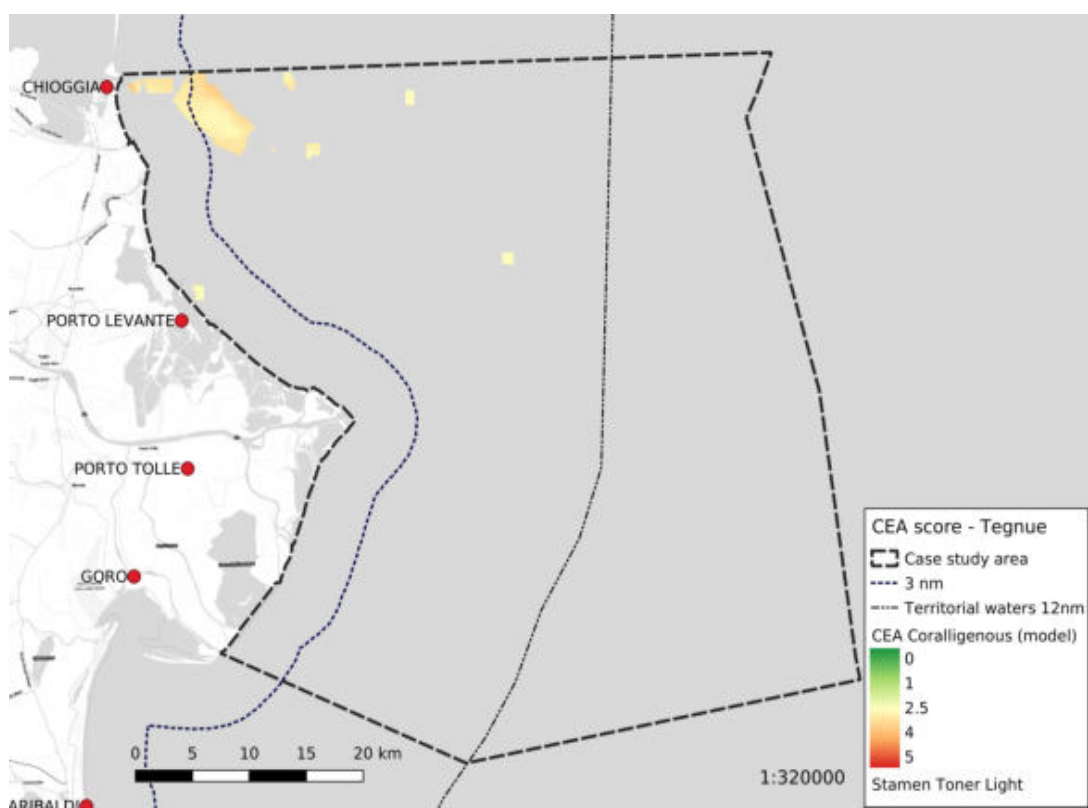 CHIOGGIA
PORTO LEVANTE
PORTO TOLLE
GORO
ARIBALDI
0 5 10 15 20 km
1:320000
CEA score - Tegnue
Case study area
3 nm
Territorial waters 12nm
CEA Coralligenous (model)
0
1
2.5
4
5
Stamen Toner Light